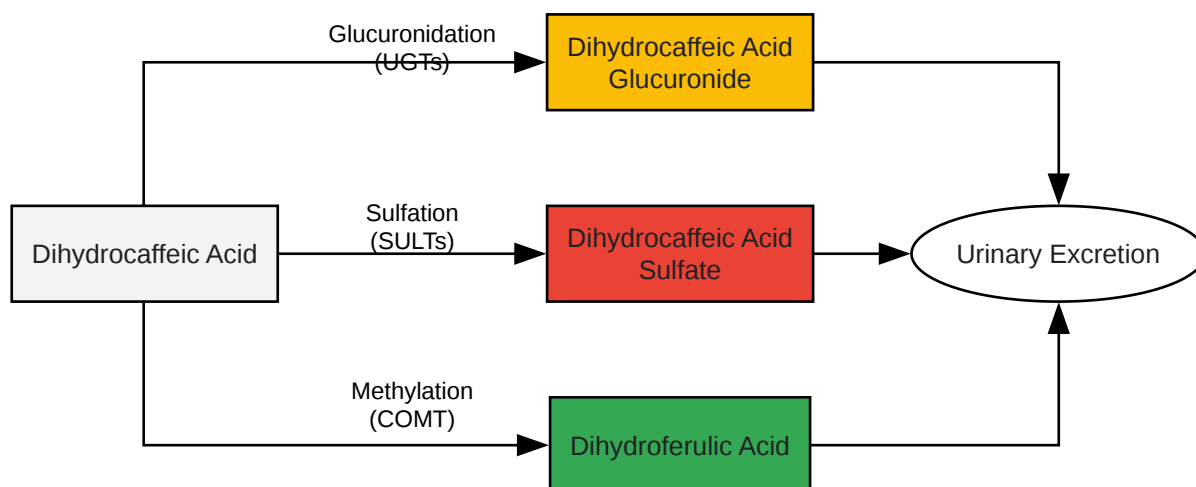 Glucuronidation
(UGTs)
Dihydrocaffeic Acid
Glucuronide
Dihydrocaffeic Acid
Sulfation
(SULTs)
Dihydrocaffeic Acid
Sulfate
Urinary Excretion
Methylation
(COMT)
Dihydroferulic Acid